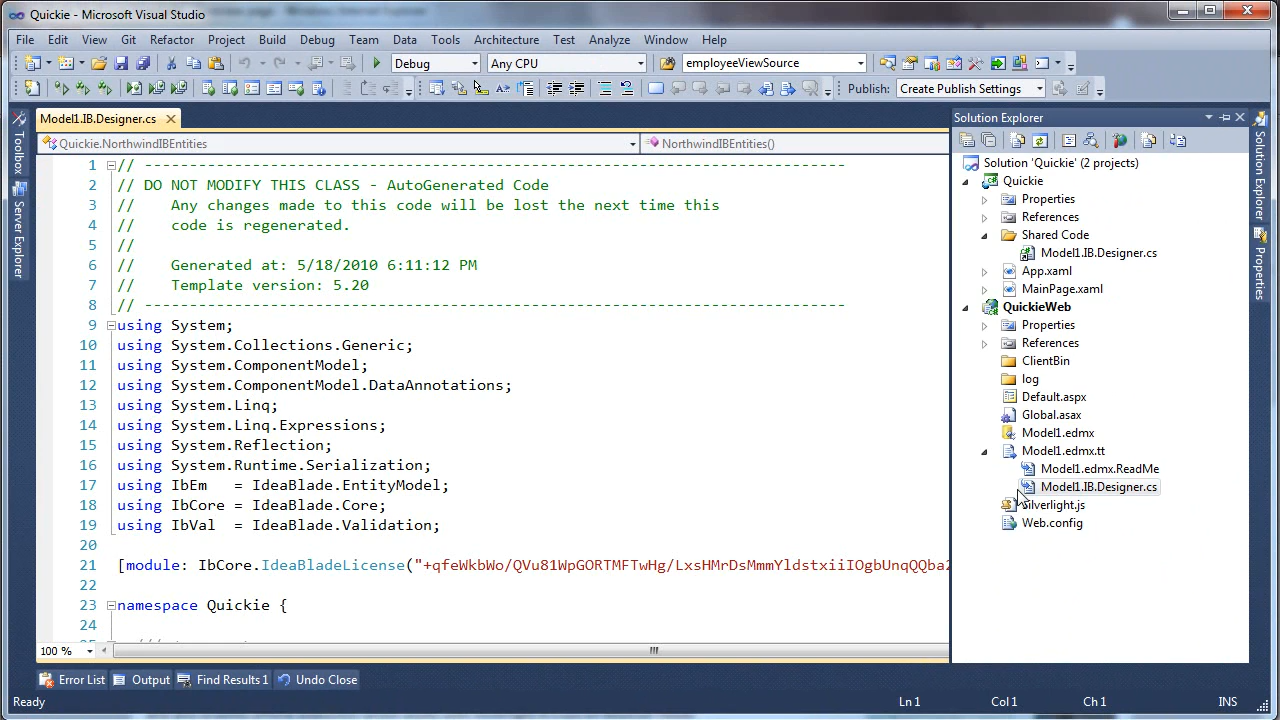 Quickie - Microsoft Visual Studio
File Edit View Git Refactor Project Build Debug Team Data Tools Architecture Test Analyze Window Help
Debug Any CPU employeeViewSource
Publish: Create Publish Settings
Toolbox
Server Explorer
Model1.IB.Designer.cs
Quickie.NorthwindIBEntities NorthwindIBEntities()
1 // ------------------------------------------------------------------------------
2 // DO NOT MODIFY THIS CLASS - AutoGenerated Code
3 // Any changes made to this code will be lost the next time this
4 // code is regenerated.
5 //
6 // Generated at: 5/18/2010 6:11:12 PM
7 // Template version: 5.20
8 // ------------------------------------------------------------------------------
9 using System;
10 using System.Collections.Generic;
11 using System.ComponentModel;
12 using System.ComponentModel.DataAnnotations;
13 using System.Linq;
14 using System.Linq.Expressions;
15 using System.Reflection;
16 using System.Runtime.Serialization;
17 using IbEm = IdeaBlade.EntityModel;
18 using IbCore = IdeaBlade.Core;
19 using IbVal = IdeaBlade.Validation;
20
21 [module: IbCore.IdeaBladeLicense("+qfeWkbWo/QVu81WpGORTMFTwHg/LxsHMrDsMmmYldstxiiIOgbUnqQQba
22
23 namespace Quickie {
24
100 %
Solution Explorer
Solution 'Quickie' (2 projects)
Quickie
Properties
References
Shared Code
Model1.IB.Designer.cs
App.xaml
MainPage.xaml
QuickieWeb
Properties
References
ClientBin
log
Default.aspx
Global.asax
Model1.edmx
Model1.edmx.tt
Model1.edmx.ReadMe
Model1.IB.Designer.cs
Silverlight.js
Web.config
Solution Explorer
Properties
Error List Output Find Results 1 Undo Close
Ready Ln 1 Col 1 Ch 1 INS